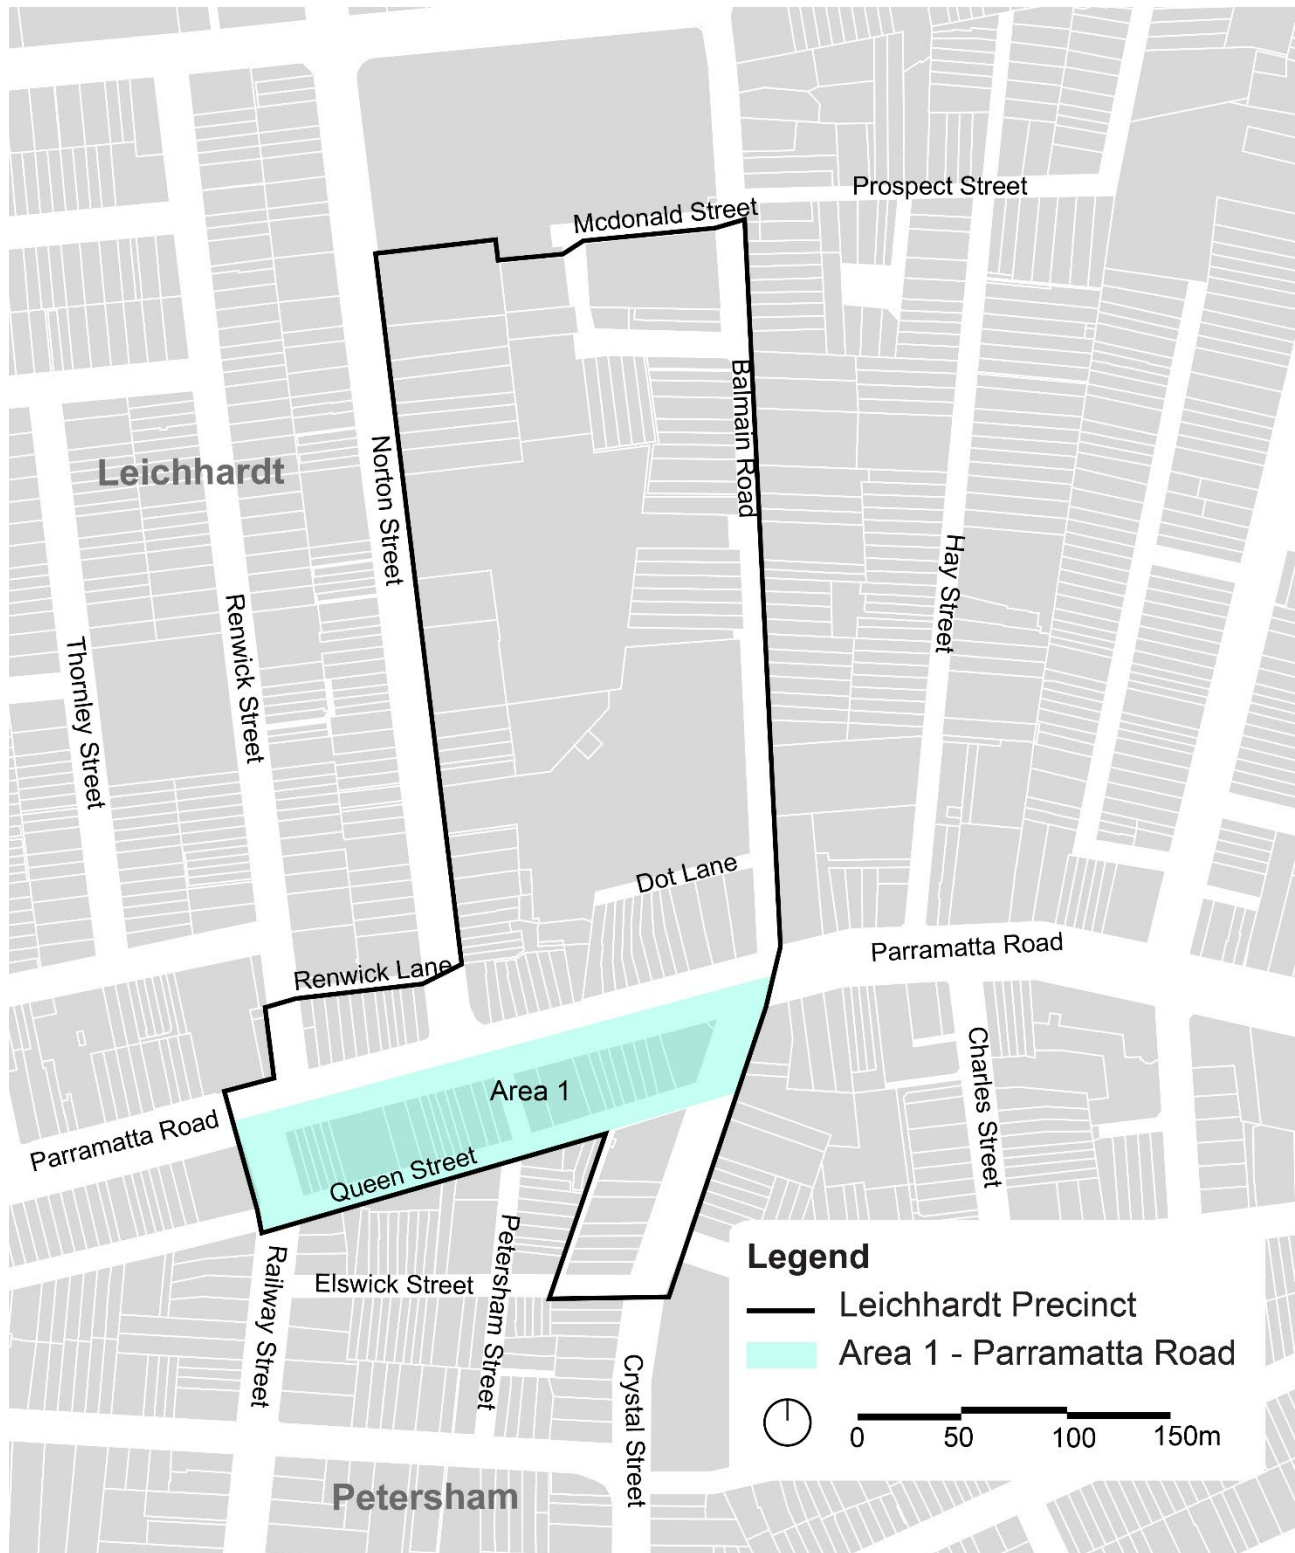 Prospect Street
Mcdonald Street
Balmain Road
Leichhardt
Norton Street
Hay Street
Renwick Street
Thornley Street
Dot Lane
Parramatta Road
Renwick Lane
Charles Street
Area 1
Parramatta Road
Queen Street
Petersham Street
Railway Street
Elswick Street
Crystal Street
Petersham
Legend
Leichhardt Precinct
Area 1 - Parramatta Road
0 50 100 150m